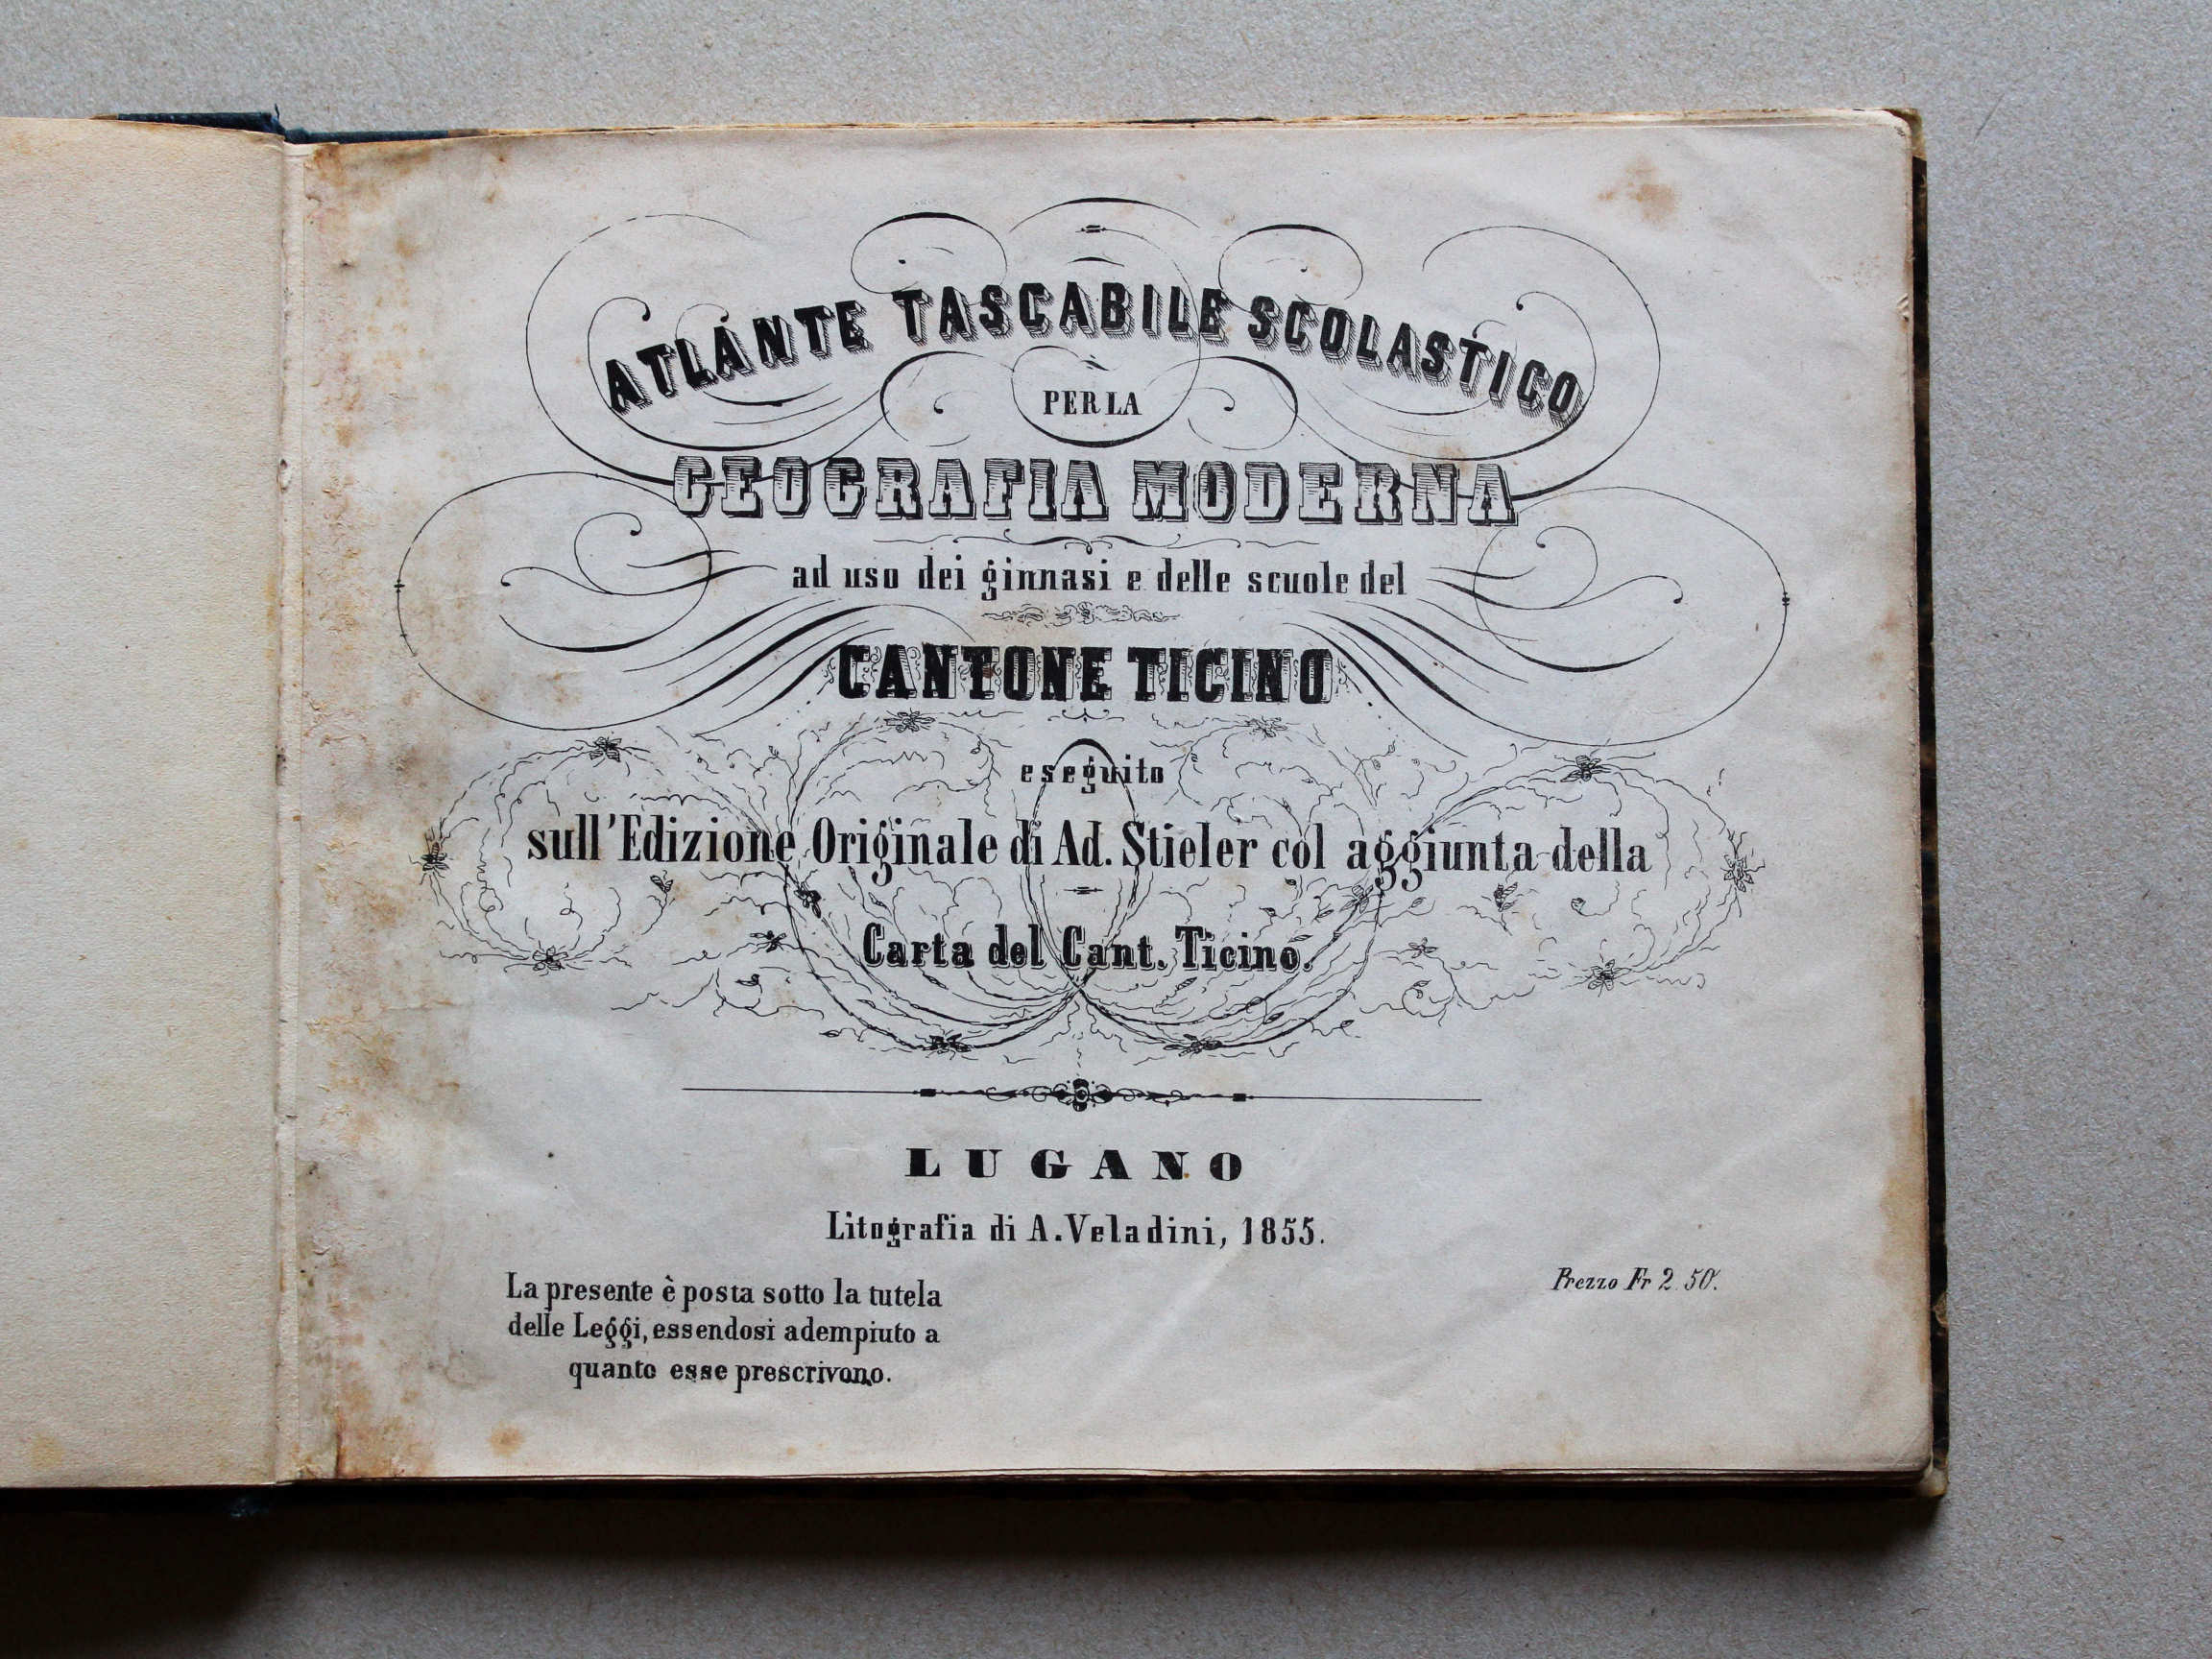 ATLANTE TASCABILE SCOLASTICO
PER LA
GEOGRAFIA MODERNA
ad uso dei ginnasi e delle scuole del
CANTONE TICINO
eseguito
sull'Edizione Originale di Ad. Stieler col aggiunta della
Carta del Cant. Ticino.
LUGANO
Litografia di A. Veladini, 1855.
La presente è posta sotto la tutela
delle Leggi, essendosi adempiuto a
quanto esse prescrivono.
Prezzo Fr 2. 50.